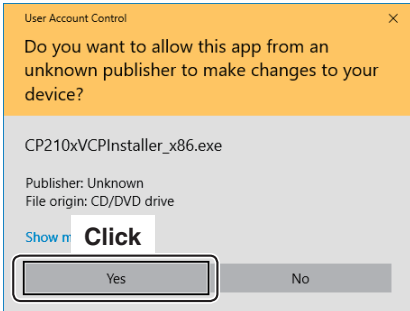 User Account Control
Do you want to allow this app from an
unknown publisher to make changes to your
device?
CP210xVCPInstaller_x86.exe
Publisher: Unknown
File origin: CD/DVD drive
Show
Click
Yes
No